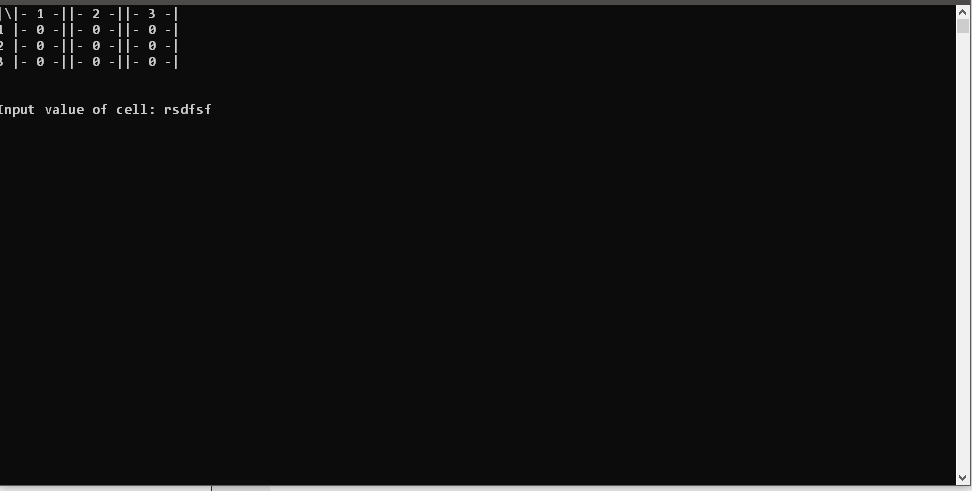 |\|- 1 -||- 2 -||- 3 -|
1 |- 0 -||- 0 -||- 0 -|
2 |- 0 -||- 0 -||- 0 -|
3 |- 0 -||- 0 -||- 0 -|
Input value of cell: rsdfsf